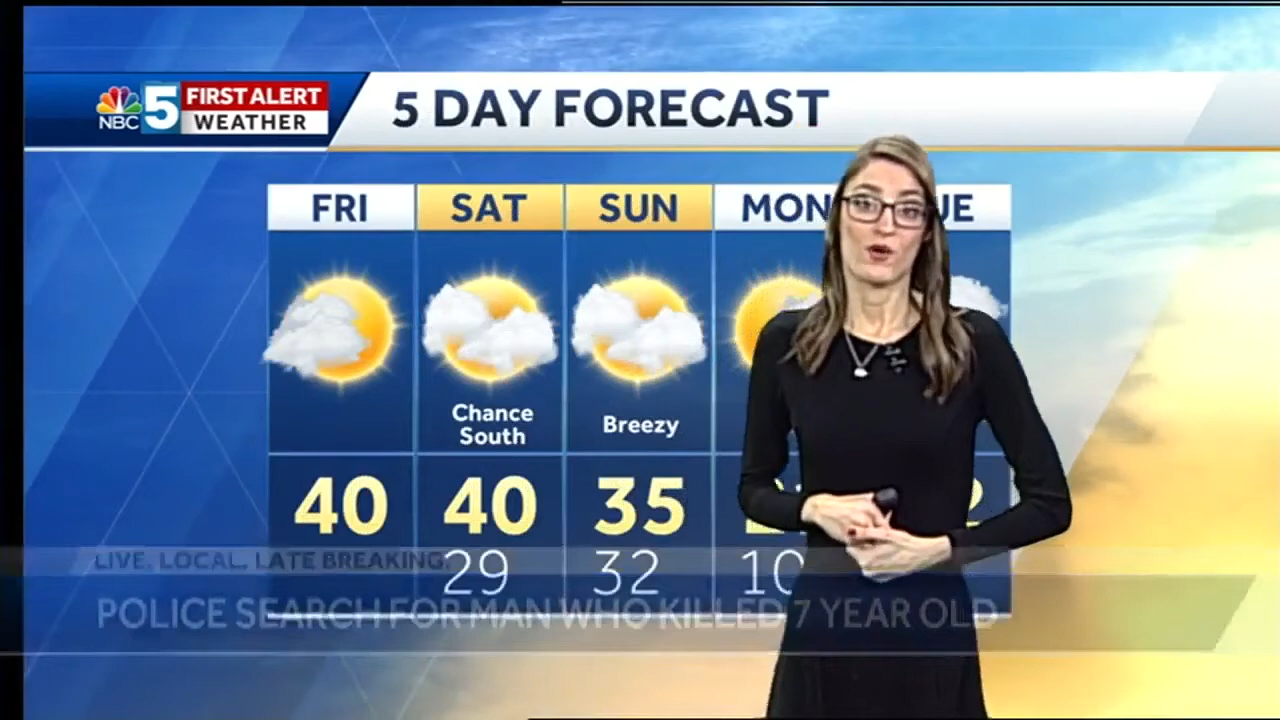 NBC 5 FIRST ALERT
WEATHER
5 DAY FORECAST
FRI SAT SUN MON
Chance
South
Breezy
40 40 35
29 32 10
LIVE. LOCAL. LATE BREAKING.
POLICE SEARCH FOR MAN WHO KILLED 7 YEAR OLD